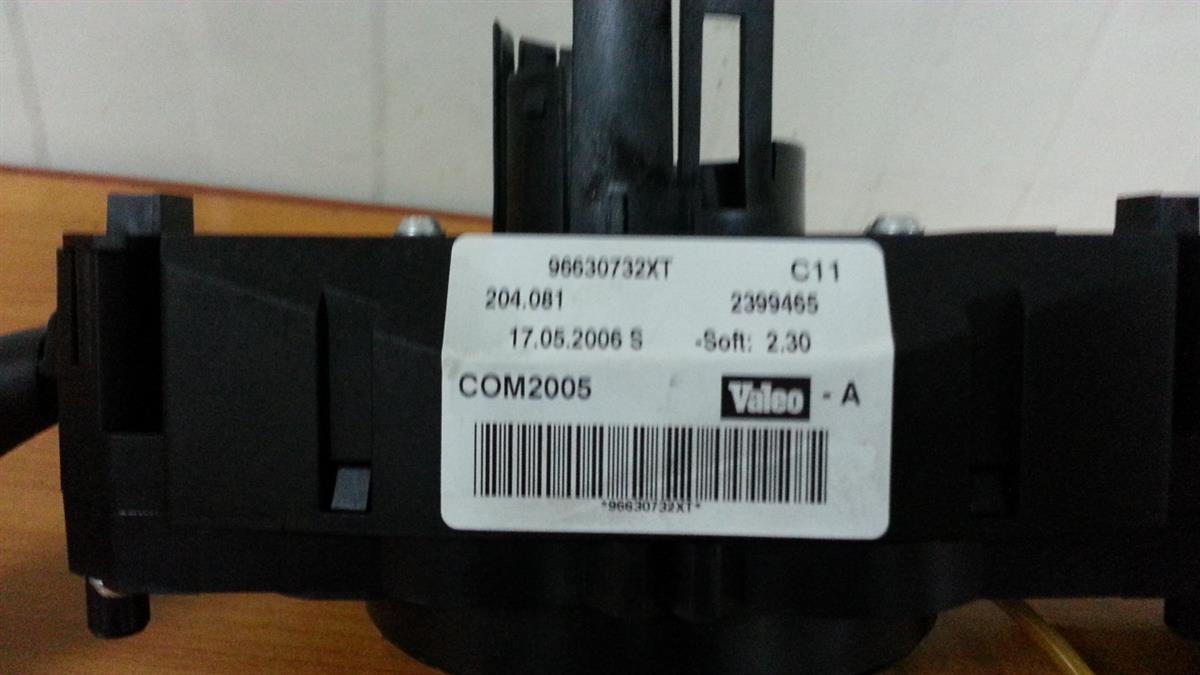 96630732XT C11
204.081 2399465
17.05.2006 S -Soft: 2.30
COM2005 Valeo - A
*96630732XT*